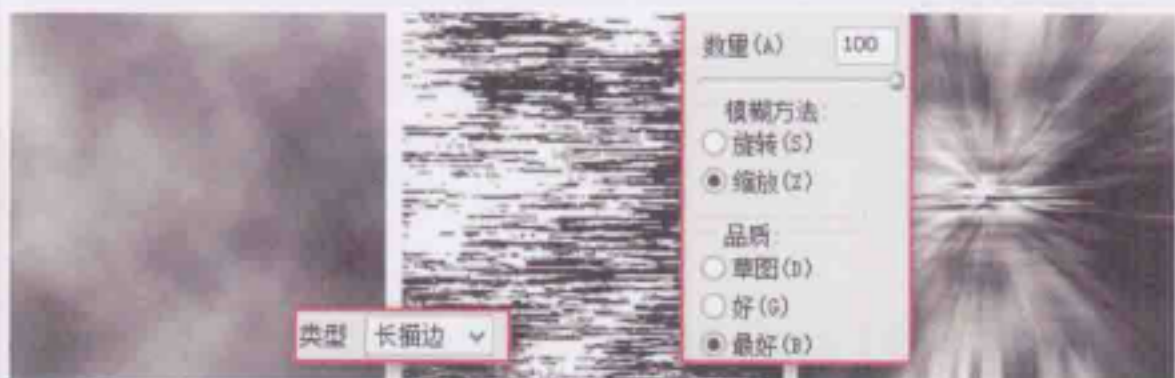 类型 长描边
数量(A) 100
模糊方法:
旋转(S)
缩放(Z)
品质:
草图(D)
好(G)
最好(B)